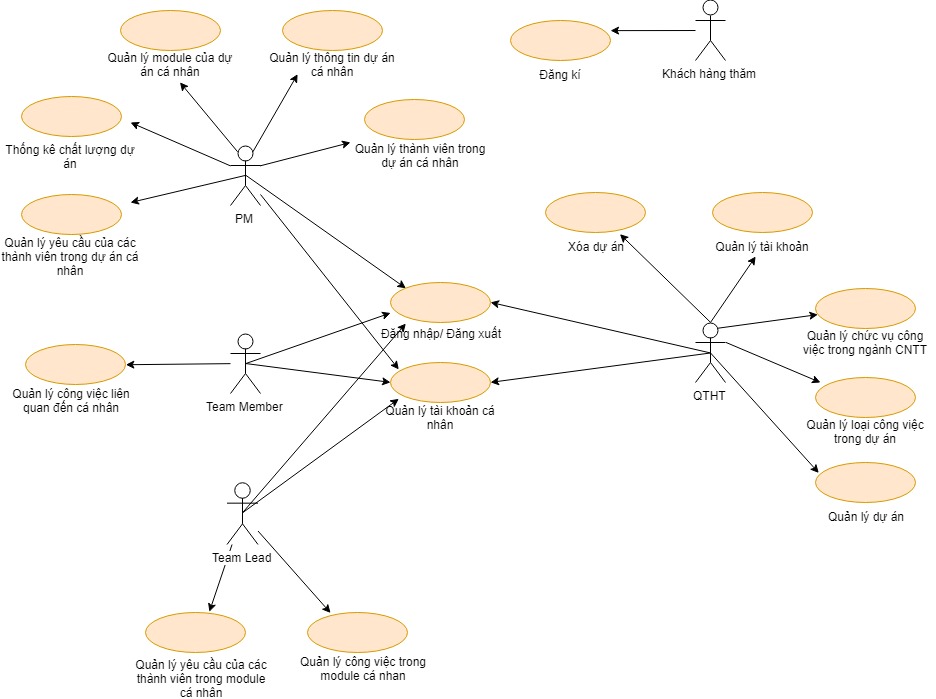 Quản lý module của dự
án cá nhân
Quản lý thông tin dự án
cá nhân
Đăng kí
Khách hàng thăm
Thống kê chất lượng dự
án
Quản lý thành viên trong
dự án cá nhân
PM
Quản lý yêu cầu của các
thành viên trong dự án cá
nhân
Xóa dự án
Quản lý tài khoản
Đặng nhập/ Đăng xuất
Quản lý chức vụ công
việc trong ngành CNTT
Quản lý công việc liên
quan đến cá nhân
Team Member
Quản lý tài khoản cá
nhân
QTHT
Quản lý loại công việc
trong dự án
Quản lý dự án
Team Lead
Quản lý yêu cầu của các
thành viên trong module
cá nhân
Quản lý công việc trong
module cá nhan